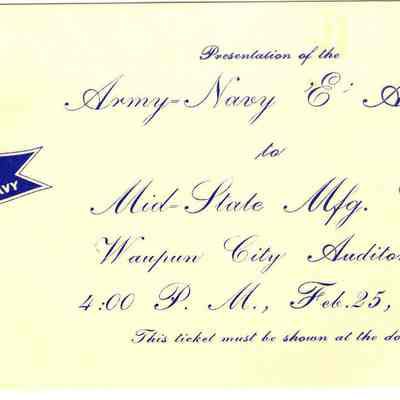 Presentation of the
Army-Navy 'E' A
to
Mid-State Mfg.
Waupun City Auditor
4:00 P. M., Feb. 25,
This ticket must be shown at the do
AVY